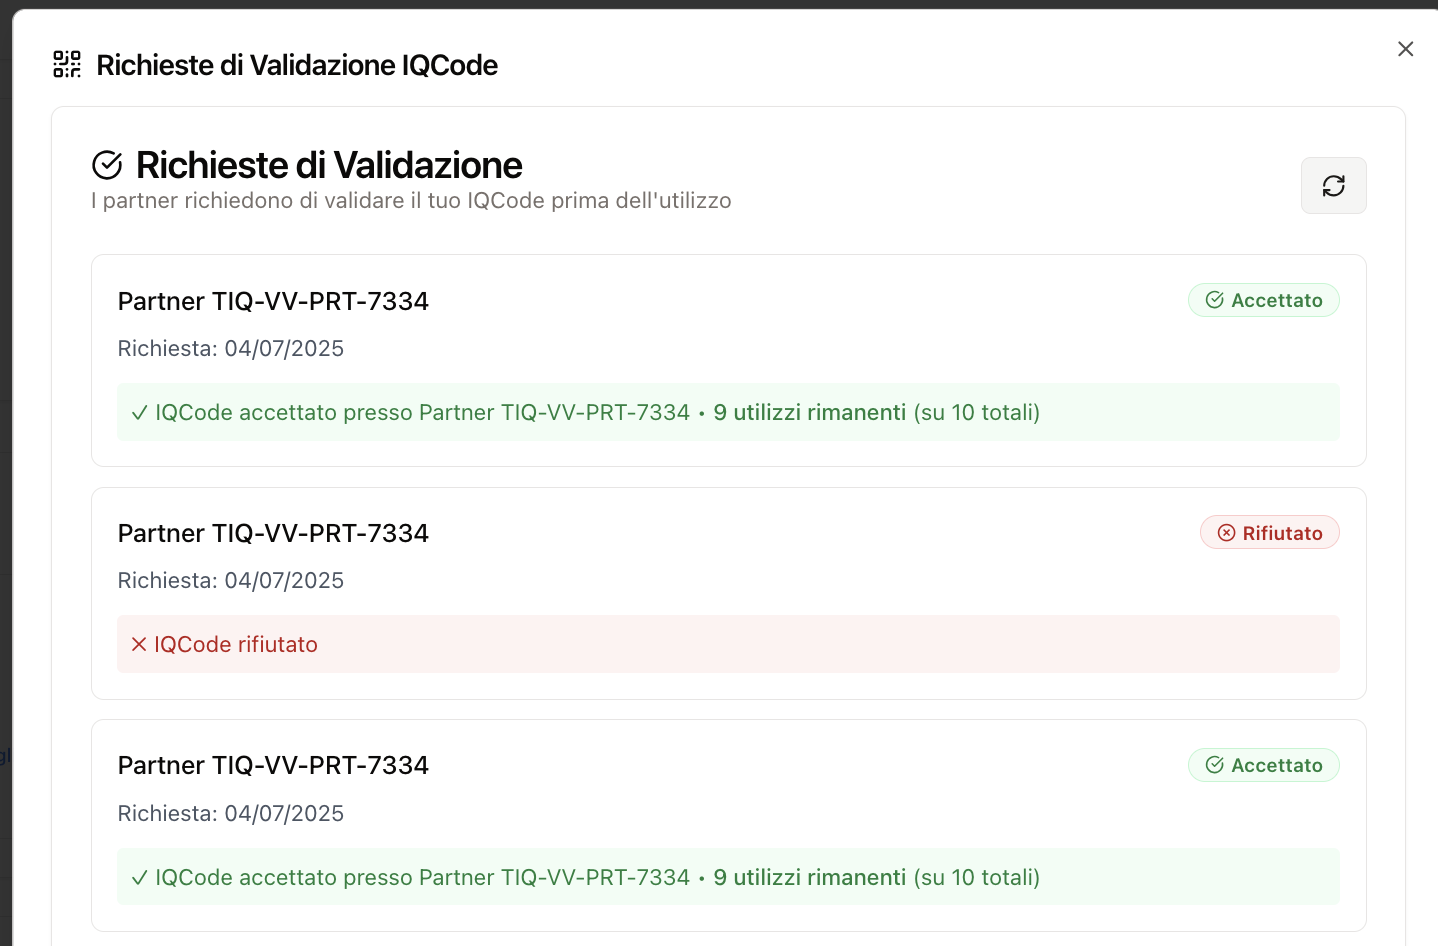 Richieste di Validazione IQCode
Richieste di Validazione
I partner richiedono di validare il tuo IQCode prima dell'utilizzo
Partner TIQ-VV-PRT-7334
Accettato
Richiesta: 04/07/2025
✓ IQCode accettato presso Partner TIQ-VV-PRT-7334 • 9 utilizzi rimanenti (su 10 totali)
Partner TIQ-VV-PRT-7334
Rifiutato
Richiesta: 04/07/2025
✕ IQCode rifiutato
Partner TIQ-VV-PRT-7334
Accettato
Richiesta: 04/07/2025
✓ IQCode accettato presso Partner TIQ-VV-PRT-7334 • 9 utilizzi rimanenti (su 10 totali)